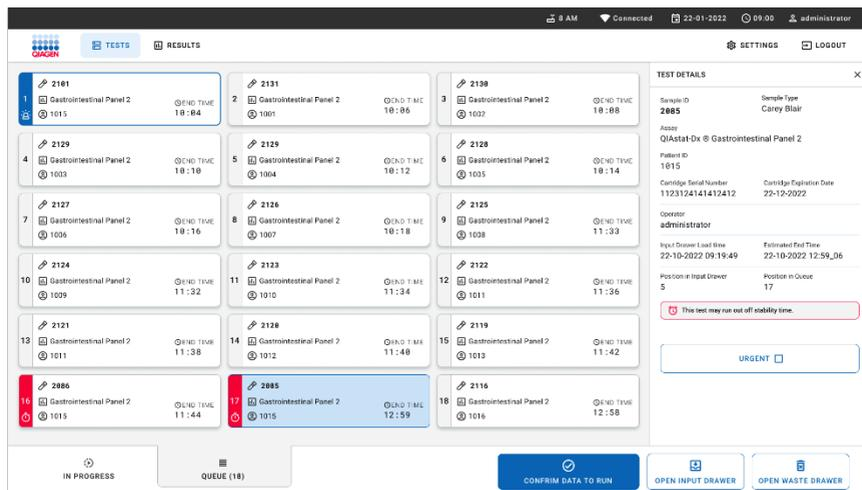 8 AM Connected 22-01-2022 09:00 administrator
QIAGEN TESTS RESULTS SETTINGS LOGOUT
1 2101 Gastrointestinal Panel 2 1015 END TIME 10:04
2 2131 Gastrointestinal Panel 2 1001 END TIME 10:06
3 2130 Gastrointestinal Panel 2 1002 END TIME 10:08
4 2129 Gastrointestinal Panel 2 1003 END TIME 10:10
5 2129 Gastrointestinal Panel 2 1004 END TIME 10:12
6 2128 Gastrointestinal Panel 2 1005 END TIME 10:14
7 2127 Gastrointestinal Panel 2 1006 END TIME 10:16
8 2126 Gastrointestinal Panel 2 1007 END TIME 10:18
9 2125 Gastrointestinal Panel 2 1008 END TIME 11:33
10 2124 Gastrointestinal Panel 2 1009 END TIME 11:32
11 2123 Gastrointestinal Panel 2 1010 END TIME 11:34
12 2122 Gastrointestinal Panel 2 1011 END TIME 11:36
13 2121 Gastrointestinal Panel 2 1011 END TIME 11:38
14 2120 Gastrointestinal Panel 2 1012 END TIME 11:40
15 2119 Gastrointestinal Panel 2 1013 END TIME 11:42
16 2086 Gastrointestinal Panel 2 1015 END TIME 11:44
17 2085 Gastrointestinal Panel 2 1015 END TIME 12:59
18 2116 Gastrointestinal Panel 2 1016 END TIME 12:58
TEST DETAILS
Sample ID Sample Type
2085 Carey Blair
Assay
QIAstat-Dx ® Gastrointestinal Panel 2
Patient ID
1015
Cartridge Serial Number Cartridge Expiration Date
1123124141412412 22-12-2022
Operator
administrator
Input Drawer Load time Estimated End Time
22-10-2022 09:19:49 22-10-2022 12:59_06
Position in Input Drawer Position in Queue
5 17
This test may run out off stability time.
URGENT
IN PROGRESS QUEUE (18) CONFRIM DATA TO RUN OPEN INPUT DRAWER OPEN WASTE DRAWER